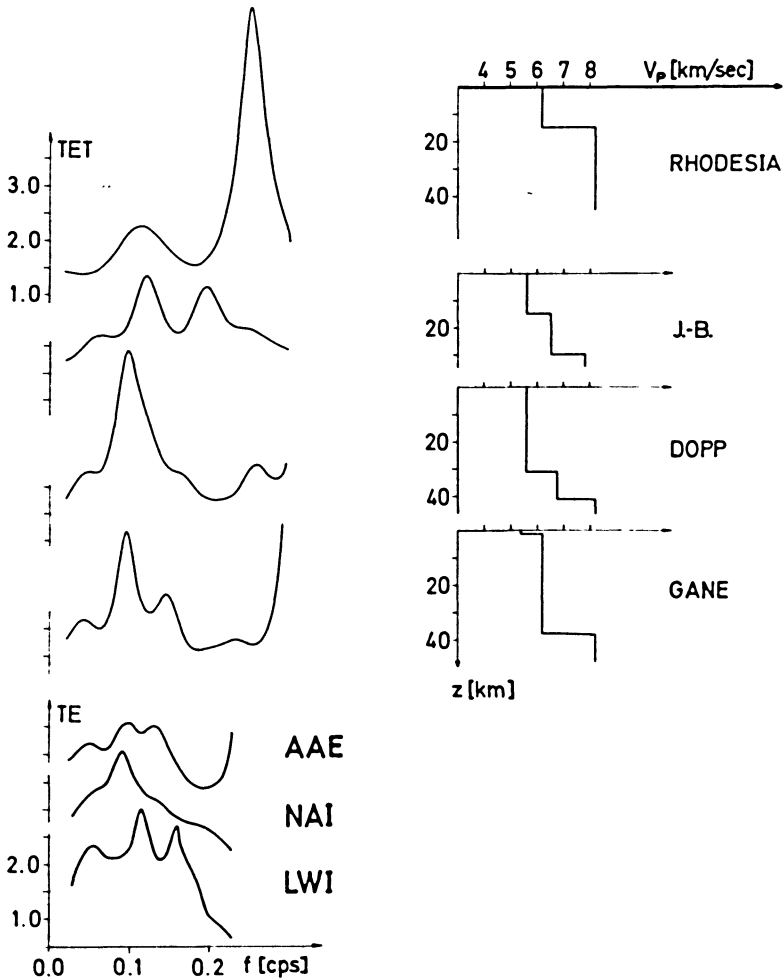 4 5 6 7 8 Vₚ [km/sec]
TET
20
RHODESIA
3.0
40
2.0
1.0
20
J.-B.
20
DOPP
40
20
GANE
40
z [km]
TE
AAE
NAI
LWI
2.0
1.0
0.0 0.1 0.2 f [cps]